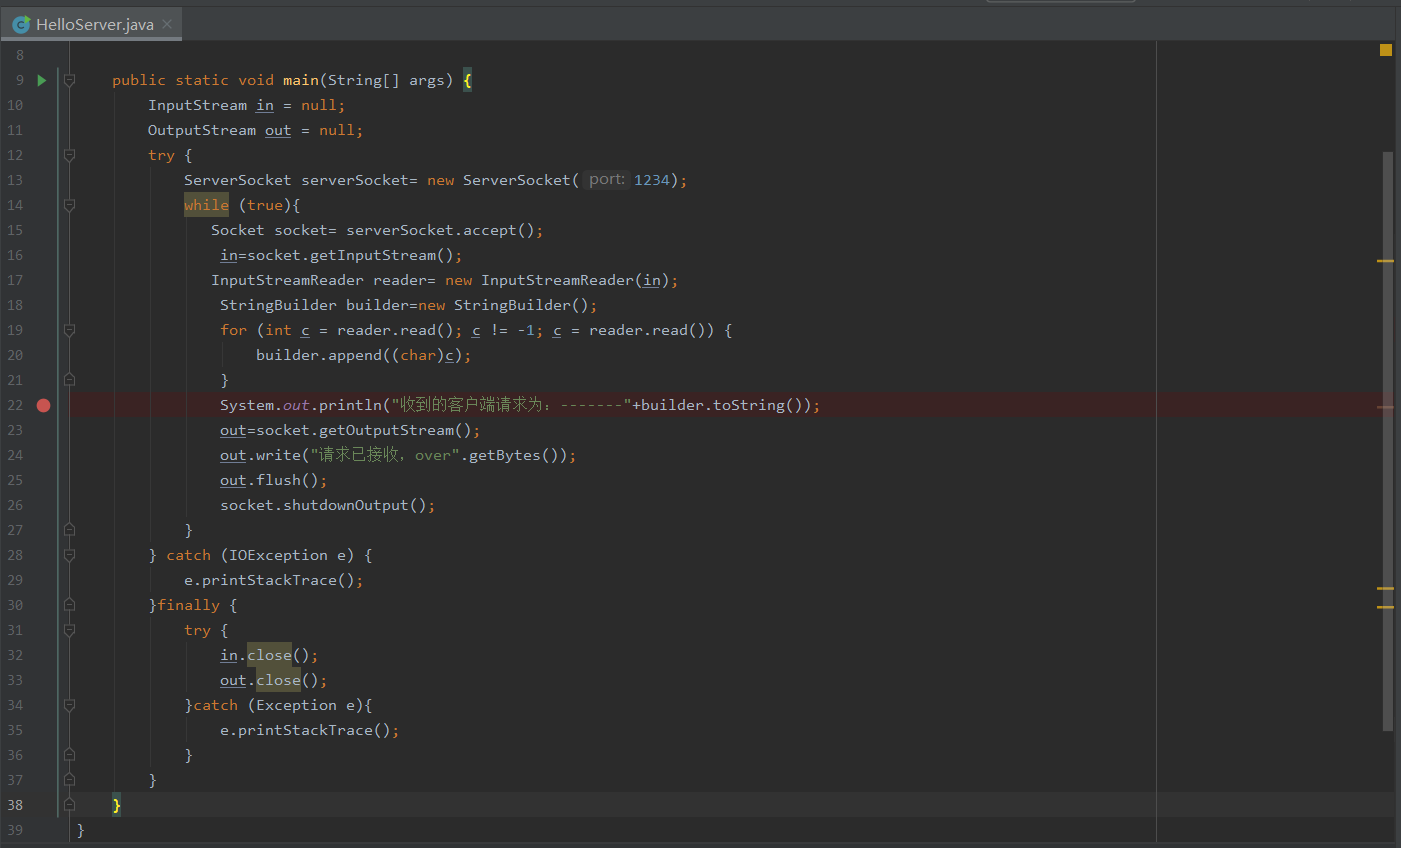 HelloServer.java
8
9 public static void main(String[] args) {
10 InputStream in = null;
11 OutputStream out = null;
12 try {
13 ServerSocket serverSocket= new ServerSocket( port: 1234);
14 while (true){
15 Socket socket= serverSocket.accept();
16 in=socket.getInputStream();
17 InputStreamReader reader= new InputStreamReader(in);
18 StringBuilder builder=new StringBuilder();
19 for (int c = reader.read(); c != -1; c = reader.read()) {
20 builder.append((char)c);
21 }
22 System.out.println("收到的客户端请求为：-------"+builder.toString());
23 out=socket.getOutputStream();
24 out.write("请求已接收，over".getBytes());
25 out.flush();
26 socket.shutdownOutput();
27 }
28 } catch (IOException e) {
29 e.printStackTrace();
30 }finally {
31 try {
32 in.close();
33 out.close();
34 }catch (Exception e){
35 e.printStackTrace();
36 }
37 }
38 }
39 }